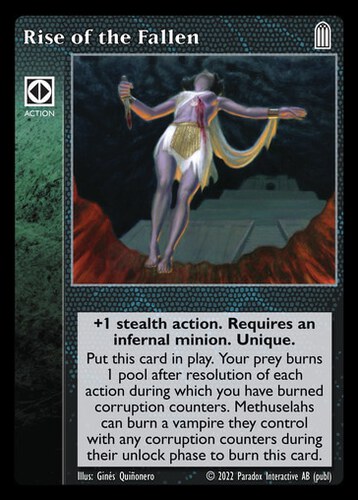 Rise of the Fallen
ACTION
+1 stealth action. Requires an
infernal minion. Unique.
Put this card in play. Your prey burns
1 pool after resolution of each
action during which you have burned
corruption counters. Methuselahs
can burn a vampire they control
with any corruption counters during
their unlock phase to burn this card.
Illus: Ginés Quiñonero © 2022 Paradox Interactive AB (publ)